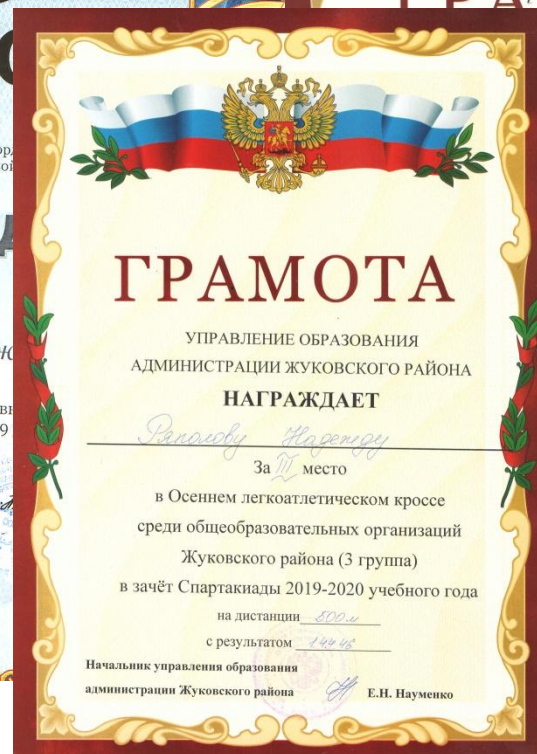 ГРАМОТА
УПРАВЛЕНИЕ ОБРАЗОВАНИЯ
АДМИНИСТРАЦИИ ЖУКОВСКОГО РАЙОНА
НАГРАЖДАЕТ
Ряполову Надежду
За III место
в Осеннем легкоатлетическом кроссе
среди общеобразовательных организаций
Жуковского района (3 группа)
в зачёт Спартакиады 2019-2020 учебного года
на дистанции 500м
с результатом
Начальник управления образования
администрации Жуковского района Е.Н. Науменко